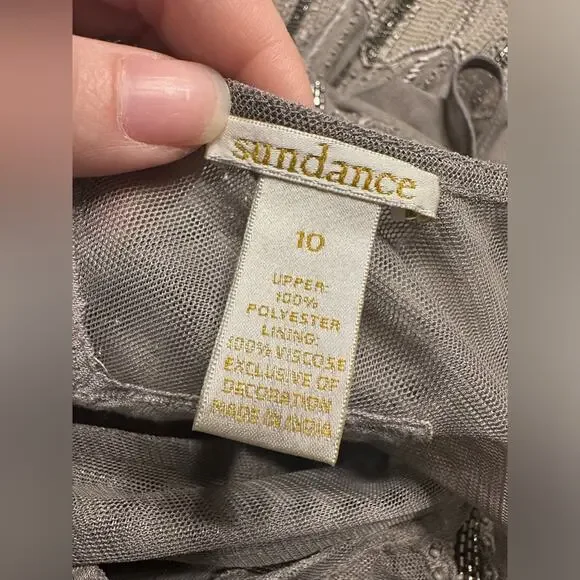 sundance
10
UPPER:
100%
POLYESTER
LINING:
100% VISCOSE
EXCLUSIVE OF
DECORATION
MADE IN INDIA